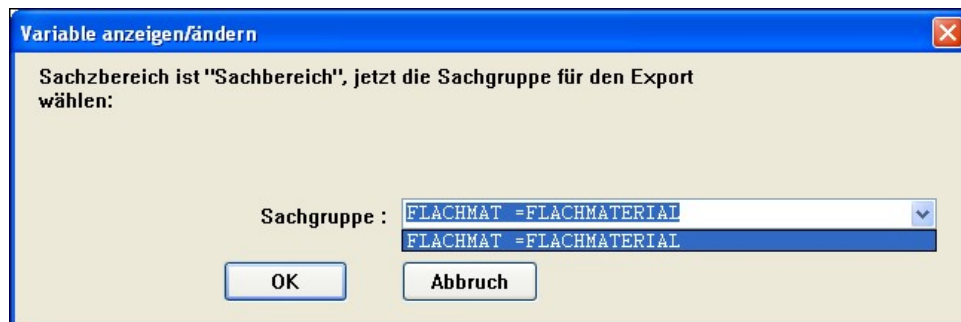 Variable anzeigen/ändern
Sachzbereich ist "Sachbereich", jetzt die Sachgruppe für den Export
wählen:
Sachgruppe : FLACHMAT =FLACHMATERIAL
FLACHMAT =FLACHMATERIAL
OK Abbruch